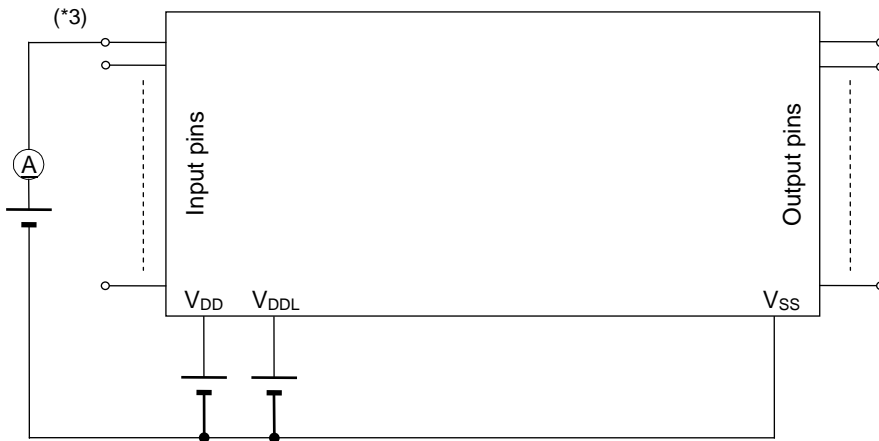 (*3)
A
Input pins
Output pins
VDD
VDDL
VSS